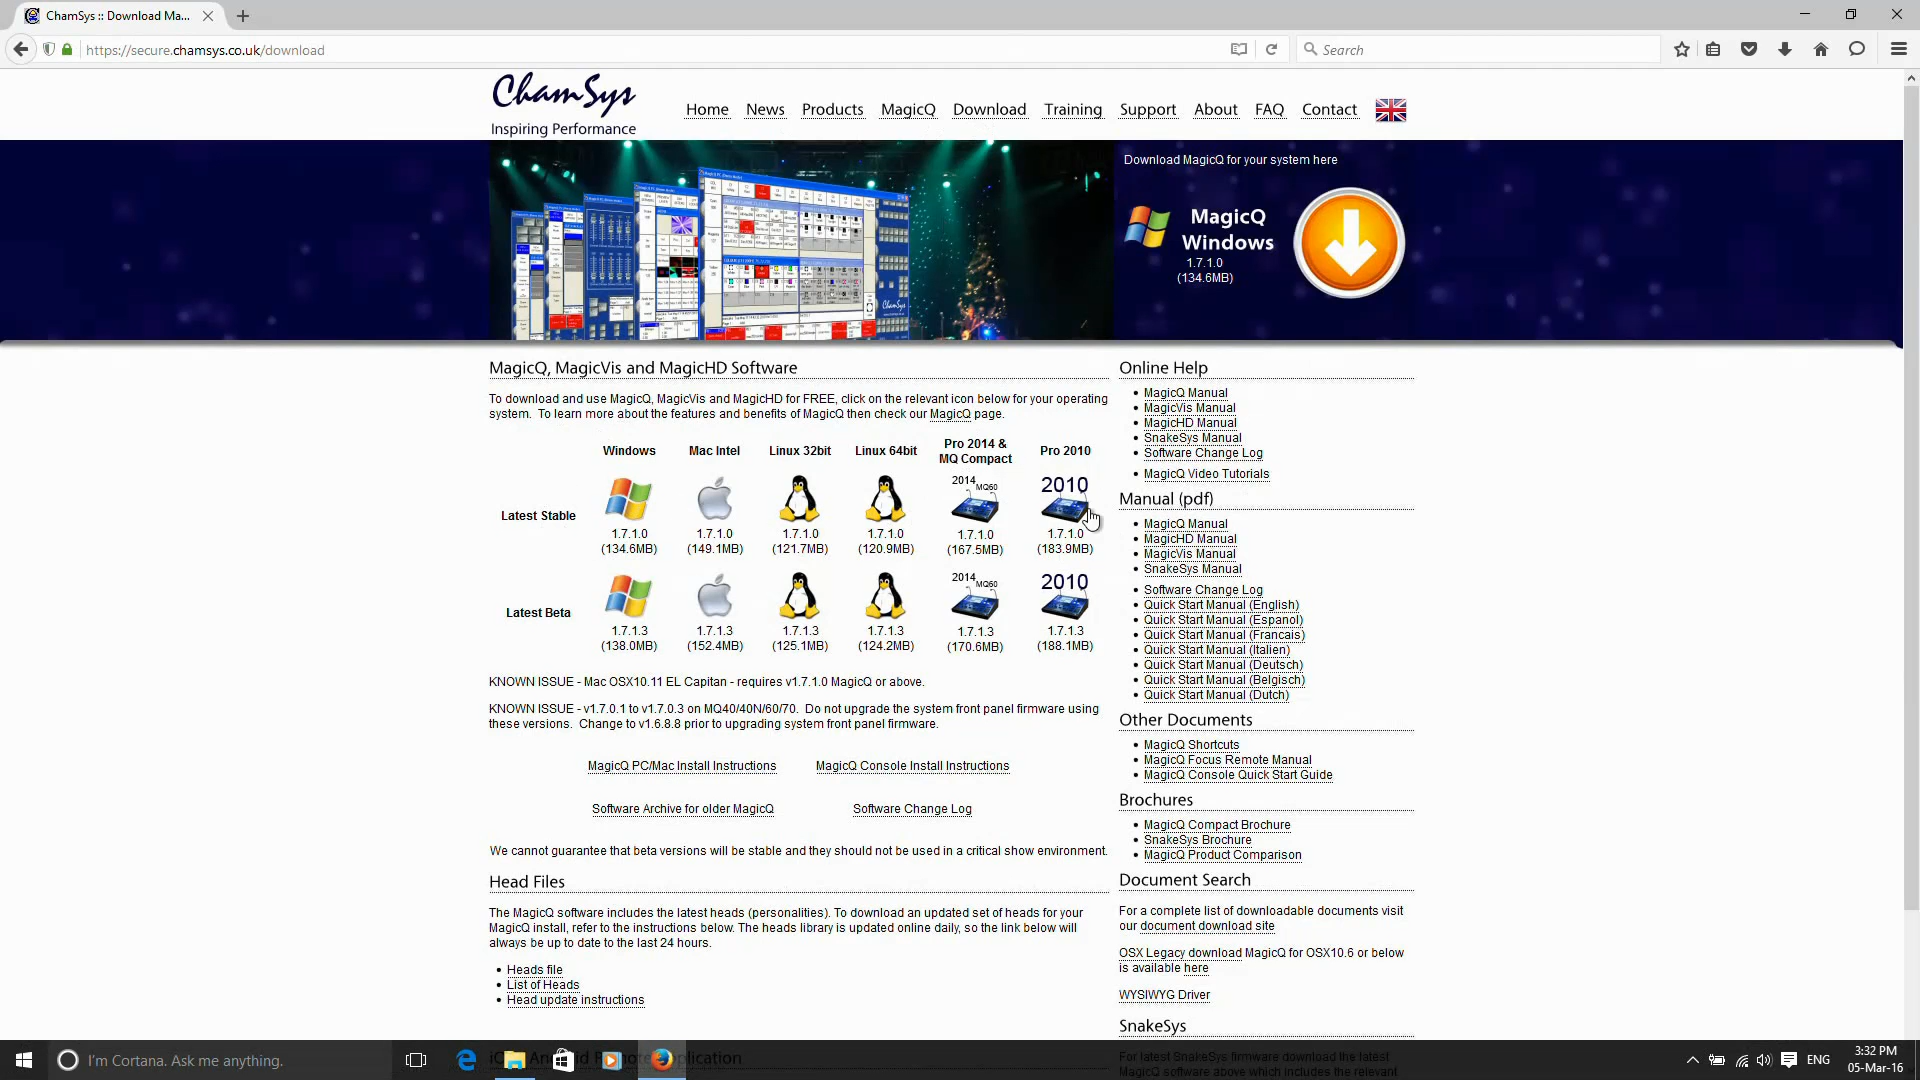 ChamSys :: Download Ma...
https://secure.chamsys.co.uk/download
Search
ChamSys
Inspiring Performance
Home News Products MagicQ Download Training Support About FAQ Contact
Download MagicQ for your system here
MagicQ
Windows
1.7.1.0
(134.6MB)
MagicQ, MagicVis and MagicHD Software
To download and use MagicQ, MagicVis and MagicHD for FREE, click on the relevant icon below for your operating
system. To learn more about the features and benefits of MagicQ then check our MagicQ page.
Windows Mac Intel Linux 32bit Linux 64bit Pro 2014 & MQ Compact Pro 2010
2014 MQ60 2010
Latest Stable
1.7.1.0 1.7.1.0 1.7.1.0 1.7.1.0 1.7.1.0 1.7.1.0
(134.6MB) (149.1MB) (121.7MB) (120.9MB) (167.5MB) (183.9MB)
2014 MQ60 2010
Latest Beta
1.7.1.3 1.7.1.3 1.7.1.3 1.7.1.3 1.7.1.3 1.7.1.3
(138.0MB) (152.4MB) (125.1MB) (124.2MB) (170.6MB) (188.1MB)
KNOWN ISSUE - Mac OSX10.11 EL Capitan - requires v1.7.1.0 MagicQ or above.
KNOWN ISSUE - v1.7.0.1 to v1.7.0.3 on MQ40/40N/60/70. Do not upgrade the system front panel firmware using
these versions. Change to v1.6.8.8 prior to upgrading system front panel firmware.
MagicQ PC/Mac Install Instructions MagicQ Console Install Instructions
Software Archive for older MagicQ Software Change Log
We cannot guarantee that beta versions will be stable and they should not be used in a critical show environment.
Head Files
The MagicQ software includes the latest heads (personalities). To download an updated set of heads for your
MagicQ install, refer to the instructions below. The heads library is updated online daily, so the link below will
always be up to date to the last 24 hours.
• Heads file
• List of Heads
• Head update instructions
Online Help
• MagicQ Manual
• MagicVis Manual
• MagicHD Manual
• SnakeSys Manual
• Software Change Log
• MagicQ Video Tutorials
Manual (pdf)
• MagicQ Manual
• MagicHD Manual
• MagicVis Manual
• SnakeSys Manual
• Software Change Log
• Quick Start Manual (English)
• Quick Start Manual (Espanol)
• Quick Start Manual (Francais)
• Quick Start Manual (Italien)
• Quick Start Manual (Deutsch)
• Quick Start Manual (Belgisch)
• Quick Start Manual (Dutch)
Other Documents
• MagicQ Shortcuts
• MagicQ Focus Remote Manual
• MagicQ Console Quick Start Guide
Brochures
• MagicQ Compact Brochure
• SnakeSys Brochure
• MagicQ Product Comparison
Document Search
For a complete list of downloadable documents visit
our document download site
OSX Legacy download MagicQ for OSX10.6 or below
is available here
WYSIWYG Driver
SnakeSys
For latest SnakeSys firmware download the latest
MagicQ software above which includes the relevant
I'm Cortana. Ask me anything.
Remote Application
ENG
3:32 PM
05-Mar-16